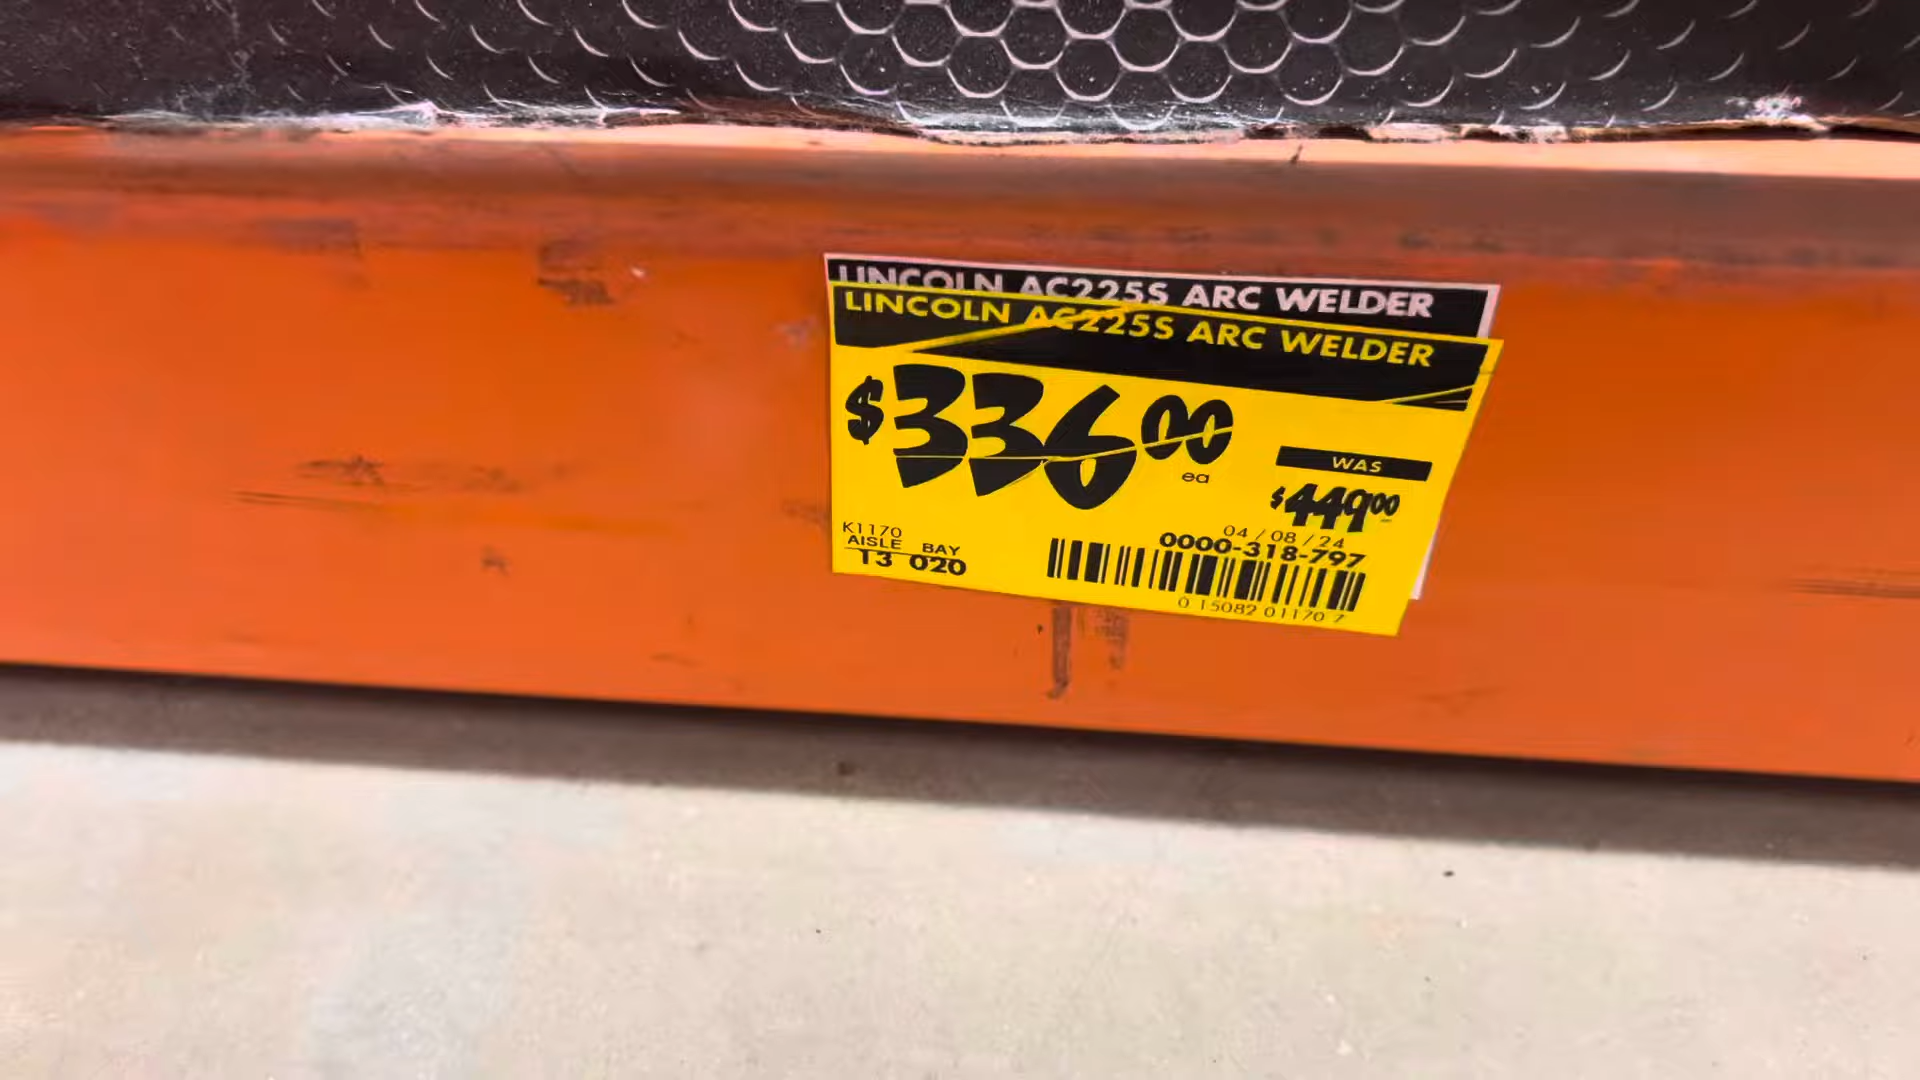 LINCOLN AC225S ARC WELDER
LINCOLN AC225S ARC WELDER
$336.00
ea
WAS
$449.00
K1170
04/08/24
AISLE BAY
0000-318-797
13 020
0 15082 01170 7